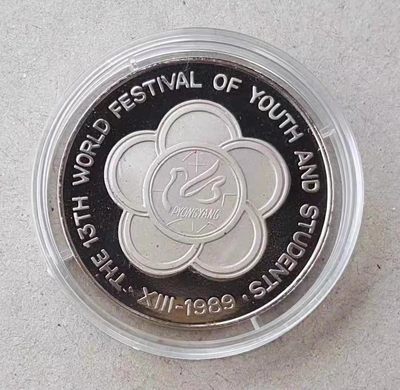 THE 13TH WORLD FESTIVAL OF YOUTH AND STUDENTS
XIII-1989
PYONGYANG